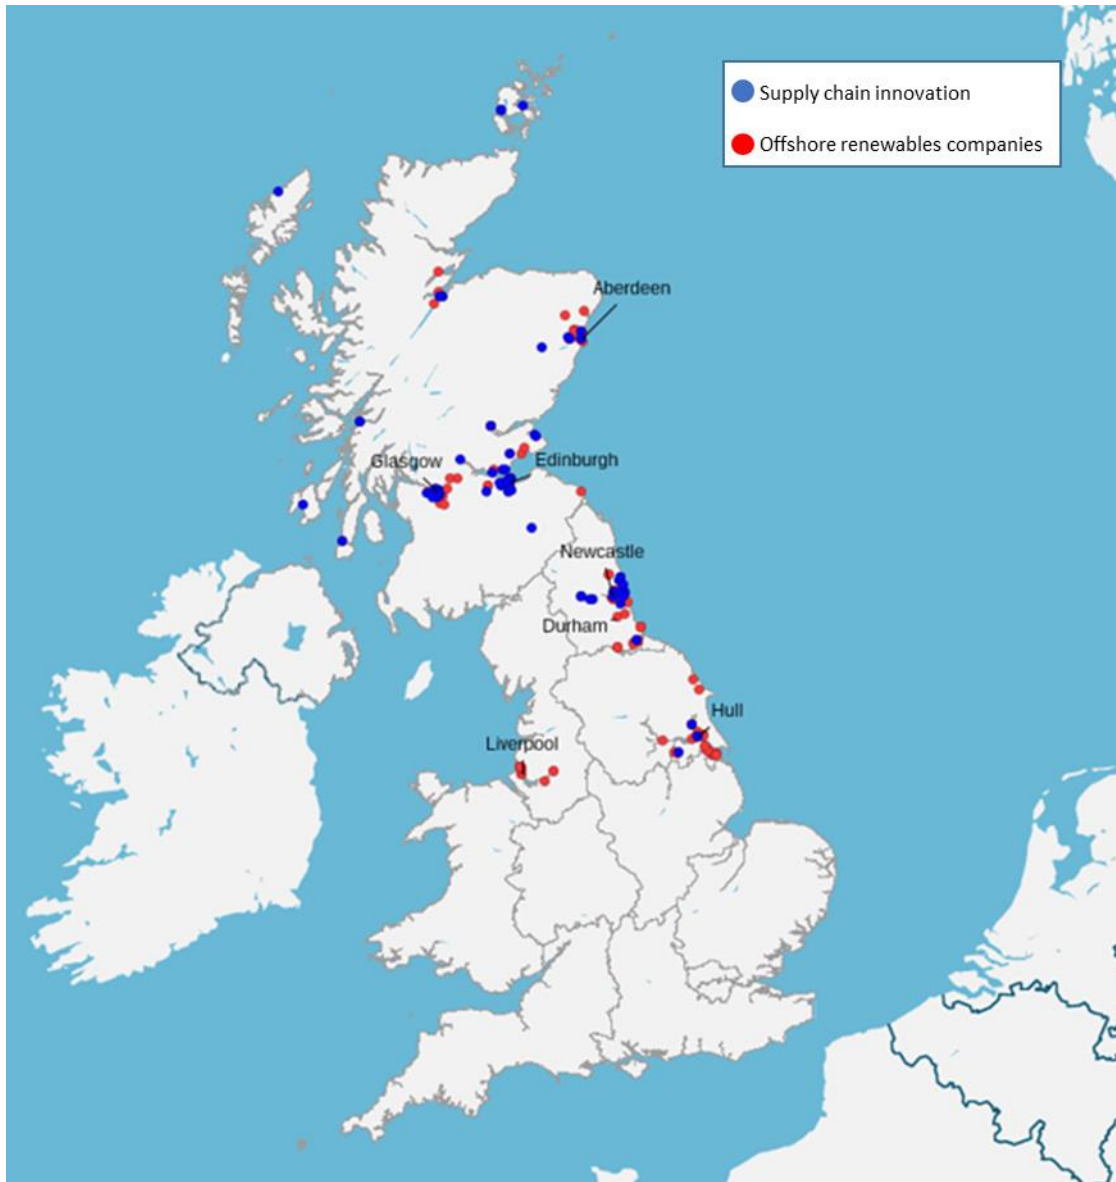 Supply chain innovation
Offshore renewables companies
Aberdeen
Glasgow
Edinburgh
Newcastle
Durham
Hull
Liverpool